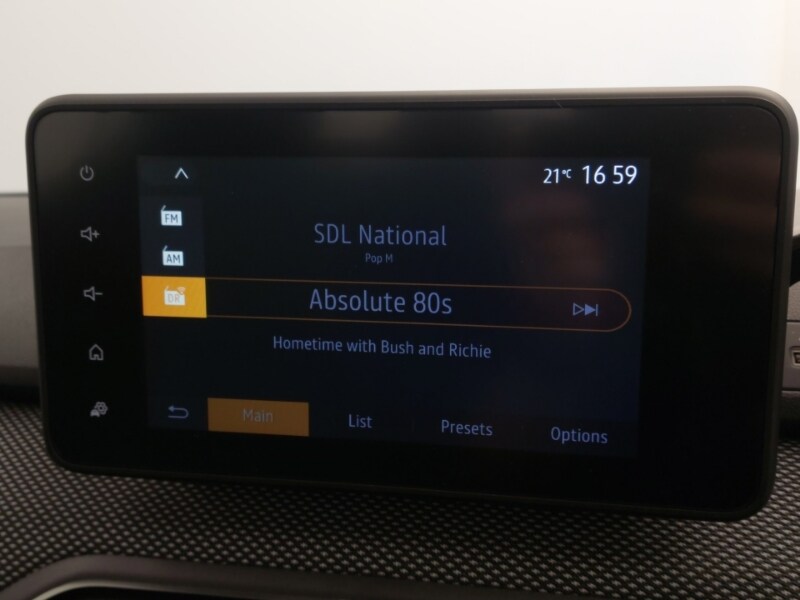 21°C 16 59
FM
SDL National
Pop M
AM
DR
Absolute 80s
Hometime with Bush and Richie
Main
List
Presets
Options